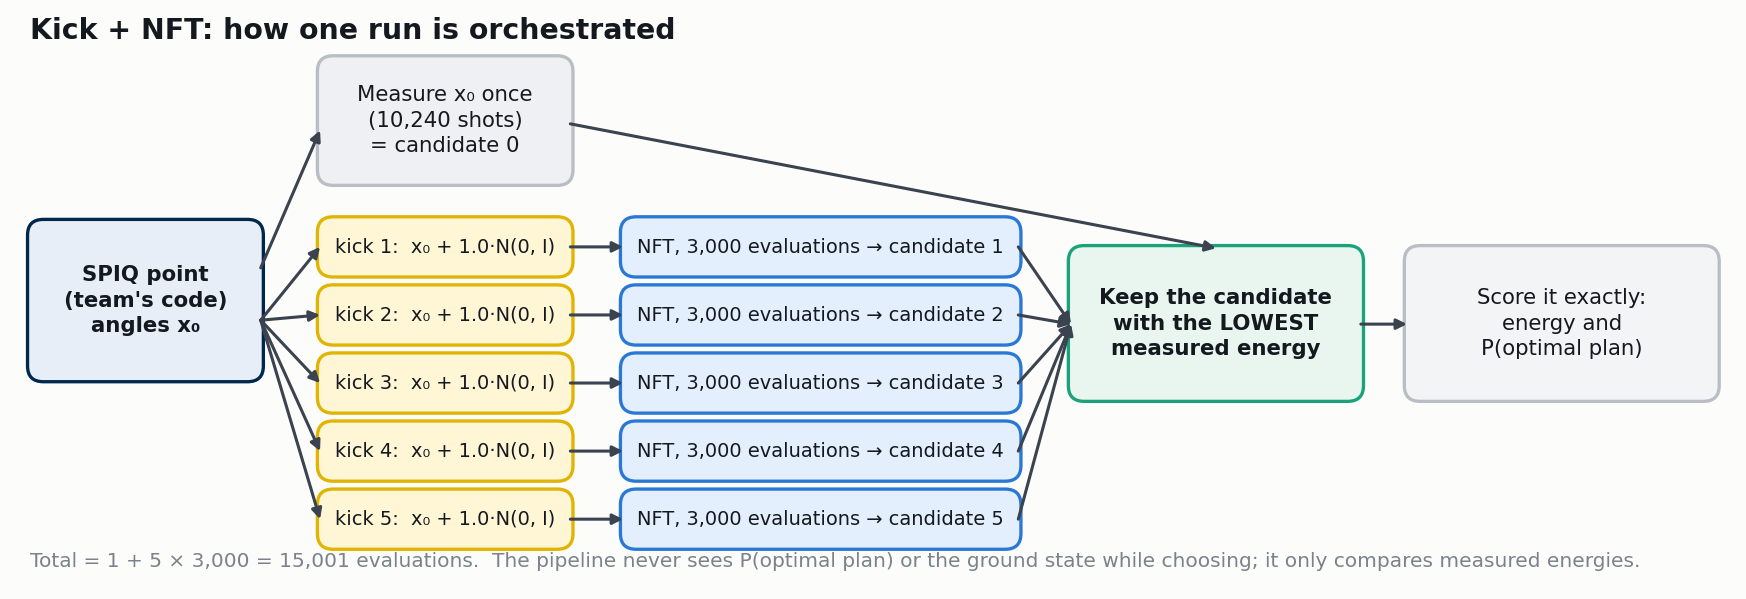 Kick + NFT: how one run is orchestrated
Measure x₀ once
(10,240 shots)
= candidate 0
SPIQ point
(team's code)
angles x₀
kick 1:  x₀ + 1.0·N(0, I)
NFT, 3,000 evaluations → candidate 1
kick 2:  x₀ + 1.0·N(0, I)
NFT, 3,000 evaluations → candidate 2
kick 3:  x₀ + 1.0·N(0, I)
NFT, 3,000 evaluations → candidate 3
kick 4:  x₀ + 1.0·N(0, I)
NFT, 3,000 evaluations → candidate 4
kick 5:  x₀ + 1.0·N(0, I)
NFT, 3,000 evaluations → candidate 5
Keep the candidate
with the LOWEST
measured energy
Score it exactly:
energy and
P(optimal plan)
Total = 1 + 5 × 3,000 = 15,001 evaluations.  The pipeline never sees P(optimal plan) or the ground state while choosing; it only compares measured energies.